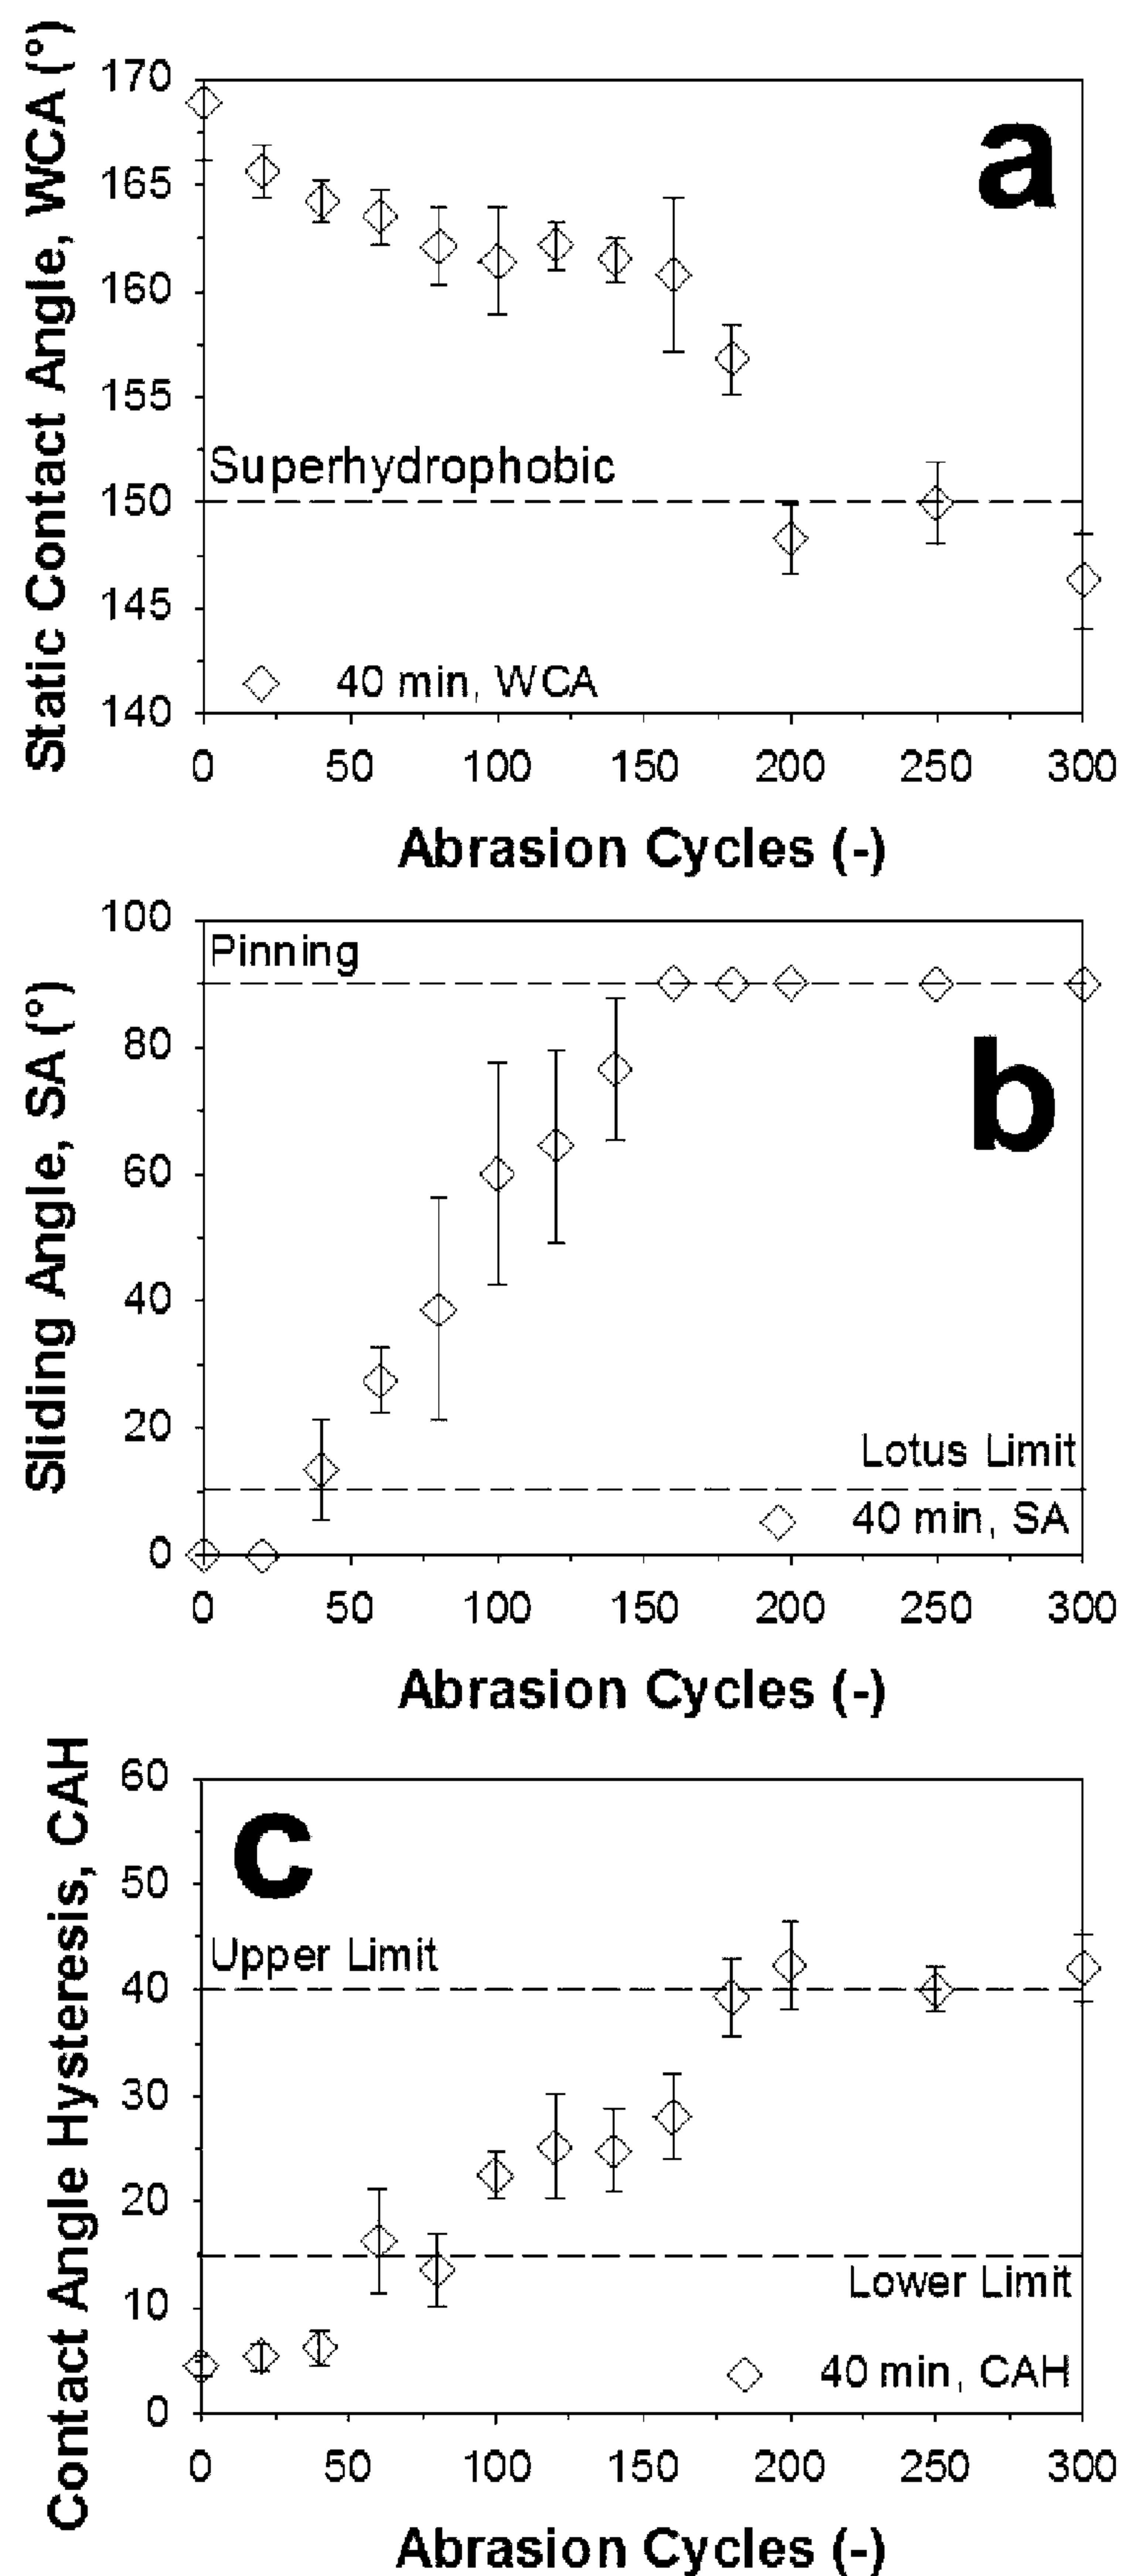 Static Contact Angle, WCA (°)
170
165
160
155
150
145
140
a
Superhydrophobic
40 min, WCA
0 50 100 150 200 250 300
Abrasion Cycles (-)
Sliding Angle, SA (°)
100
80
60
40
20
0
Pinning
b
Lotus Limit
40 min, SA
0 50 100 150 200 250 300
Abrasion Cycles (-)
Contact Angle Hysteresis, CAH
60
50
40
30
20
10
0
c
Upper Limit
Lower Limit
40 min, CAH
0 50 100 150 200 250 300
Abrasion Cycles (-)